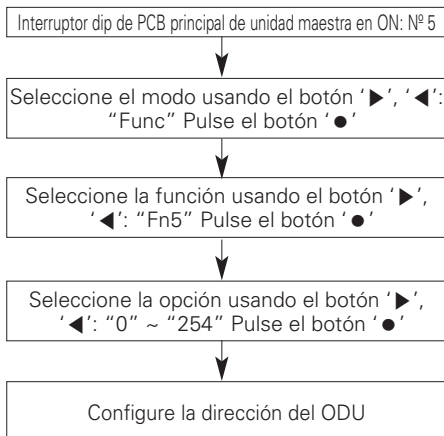 Interruptor dip de PCB principal de unidad maestra en ON: Nº 5
Seleccione el modo usando el botón ‘▶’, ‘◀’:
“Func” Pulse el botón ‘●’
Seleccione la función usando el botón ‘▶’,
‘◀’: “Fn5” Pulse el botón ‘●’
Seleccione la opción usando el botón ‘▶’,
‘◀’: “0” ~ “254” Pulse el botón ‘●’
Configure la dirección del ODU